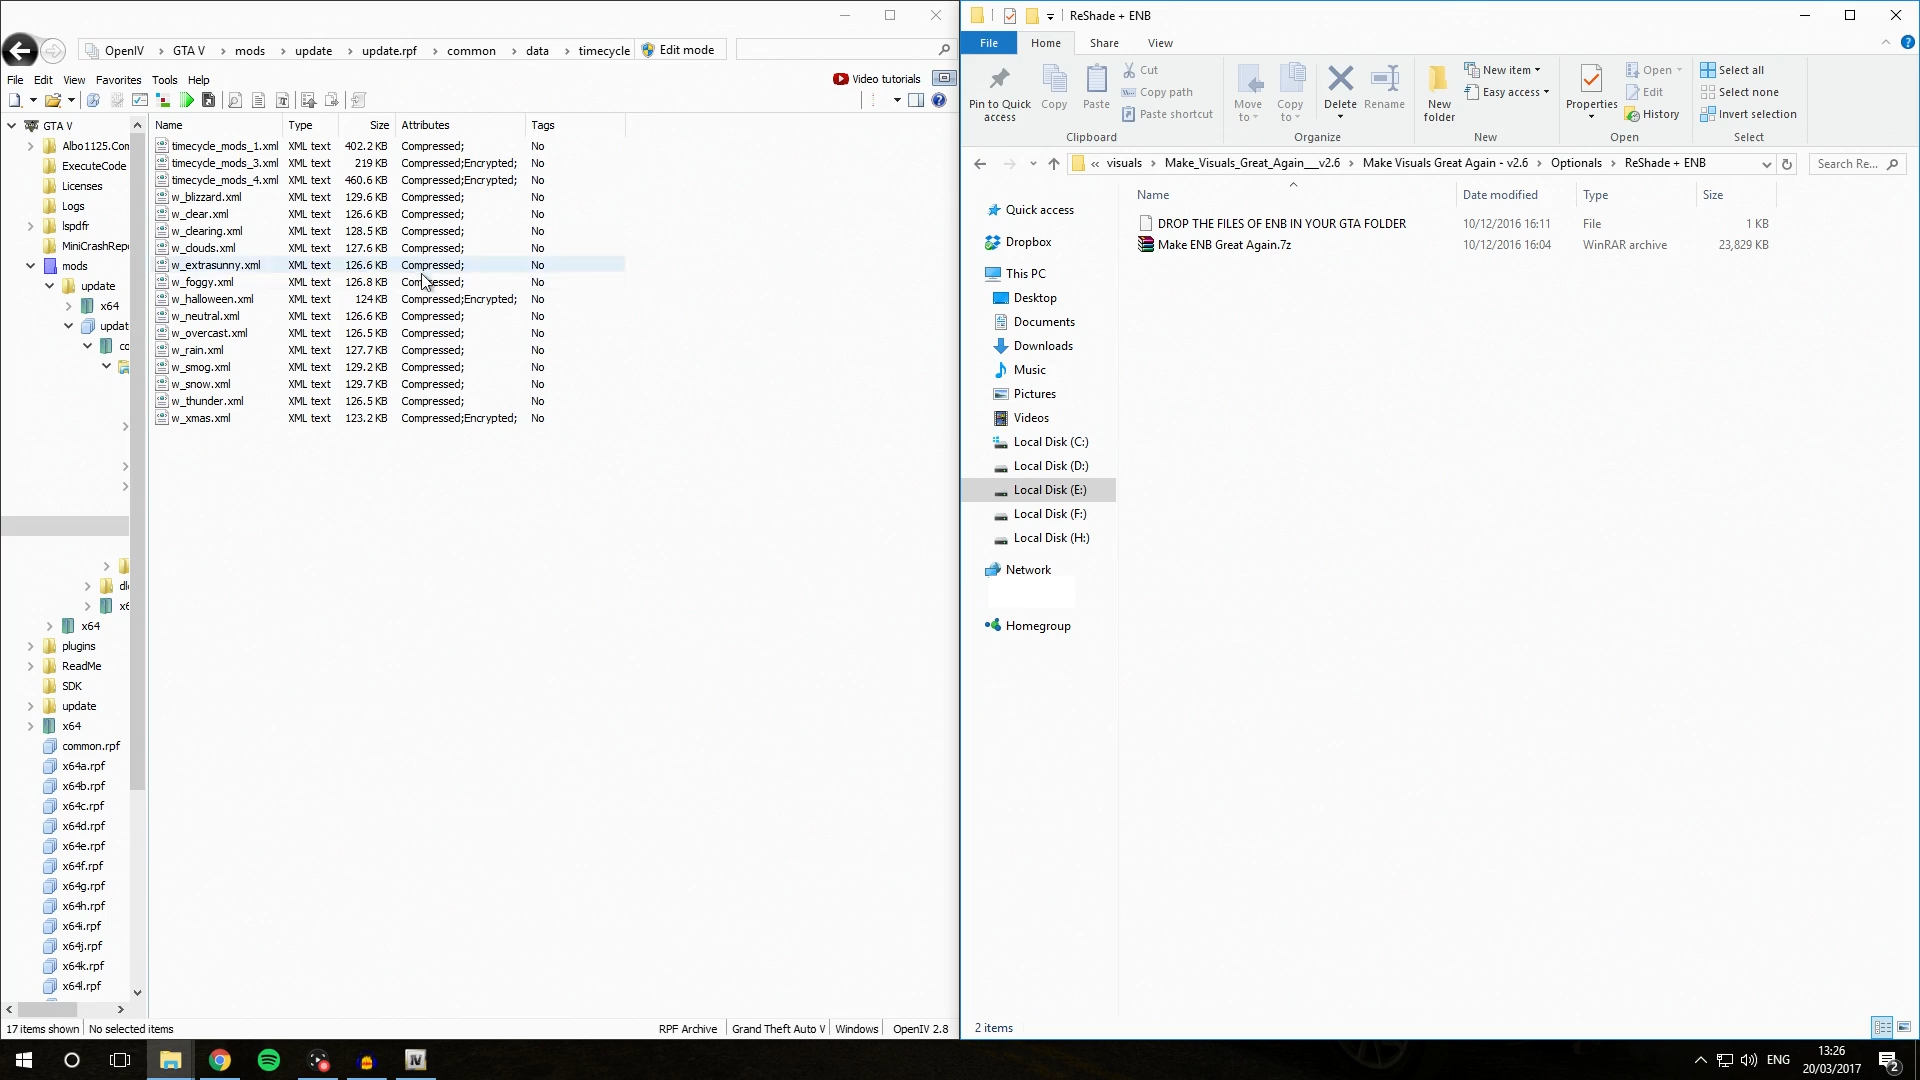 OpenIV
GTA V
mods
update
update.rpf
common
data
timecycle
Edit mode
File Edit View Favorites Tools Help
Video tutorials
GTA V
Albo1125.Com
ExecuteCode
Licenses
Logs
lspdfr
MiniCrashRepo
mods
update
x64
updat
co
dl
x6
x64
plugins
ReadMe
SDK
update
x64
common.rpf
x64a.rpf
x64b.rpf
x64c.rpf
x64d.rpf
x64e.rpf
x64f.rpf
x64g.rpf
x64h.rpf
x64i.rpf
x64j.rpf
x64k.rpf
x64l.rpf
Name Type Size Attributes Tags
timecycle_mods_1.xml XML text 402.2 KB Compressed; No
timecycle_mods_3.xml XML text 219 KB Compressed;Encrypted; No
timecycle_mods_4.xml XML text 460.6 KB Compressed;Encrypted; No
w_blizzard.xml XML text 129.6 KB Compressed; No
w_clear.xml XML text 126.6 KB Compressed; No
w_clearing.xml XML text 128.5 KB Compressed; No
w_clouds.xml XML text 127.6 KB Compressed; No
w_extrasunny.xml XML text 126.6 KB Compressed; No
w_foggy.xml XML text 126.8 KB Compressed; No
w_halloween.xml XML text 124 KB Compressed;Encrypted; No
w_neutral.xml XML text 126.6 KB Compressed; No
w_overcast.xml XML text 126.5 KB Compressed; No
w_rain.xml XML text 127.7 KB Compressed; No
w_smog.xml XML text 129.2 KB Compressed; No
w_snow.xml XML text 129.7 KB Compressed; No
w_thunder.xml XML text 126.5 KB Compressed; No
w_xmas.xml XML text 123.2 KB Compressed;Encrypted; No
17 items shown No selected items RPF Archive Grand Theft Auto V Windows OpenIV 2.8
ReShade + ENB
File Home Share View
Pin to Quick access
Copy
Paste
Cut
Copy path
Paste shortcut
Clipboard
Move to
Copy to
Delete
Rename
Organize
New folder
New item
Easy access
New
Properties
Open
Edit
History
Open
Select all
Select none
Invert selection
Select
« visuals
Make_Visuals_Great_Again___v2.6
Make Visuals Great Again - v2.6
Optionals
ReShade + ENB
Search Re...
Quick access
Dropbox
This PC
Desktop
Documents
Downloads
Music
Pictures
Videos
Local Disk (C:)
Local Disk (D:)
Local Disk (E:)
Local Disk (F:)
Local Disk (H:)
Network
Homegroup
Name Date modified Type Size
DROP THE FILES OF ENB IN YOUR GTA FOLDER 10/12/2016 16:11 File 1 KB
Make ENB Great Again.7z 10/12/2016 16:04 WinRAR archive 23,829 KB
2 items
IV
ENG
13:26
20/03/2017
2